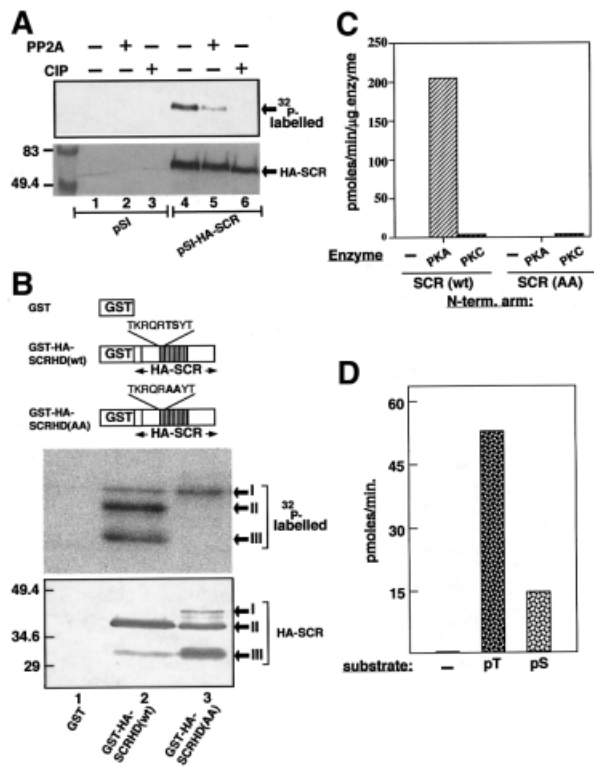 A
PP2A – + – – + –
CIP – – + – – +
32P-labelled
83
49.4
HA-SCR
1 2 3 4 5 6
pSI pSI-HA-SCR
B
GST GST
TKRQRTSYT
GST-HA-SCRHD(wt) GST
HA-SCR
TKRQRAAYT
GST-HA-SCRHD(AA) GST
HA-SCR
I
II
III
32P-labelled
49.4
34.6
29
I
II
III
HA-SCR
1 2 3
GST GST-HA-SCRHD(wt) GST-HA-SCRHD(AA)
C
pmoles/min/µg enzyme
250
200
150
100
50
0
Enzyme – PKA PKC – PKA PKC
SCR (wt) SCR (AA)
N-term. arm:
D
pmoles/min.
60
45
30
15
substrate: – pT pS